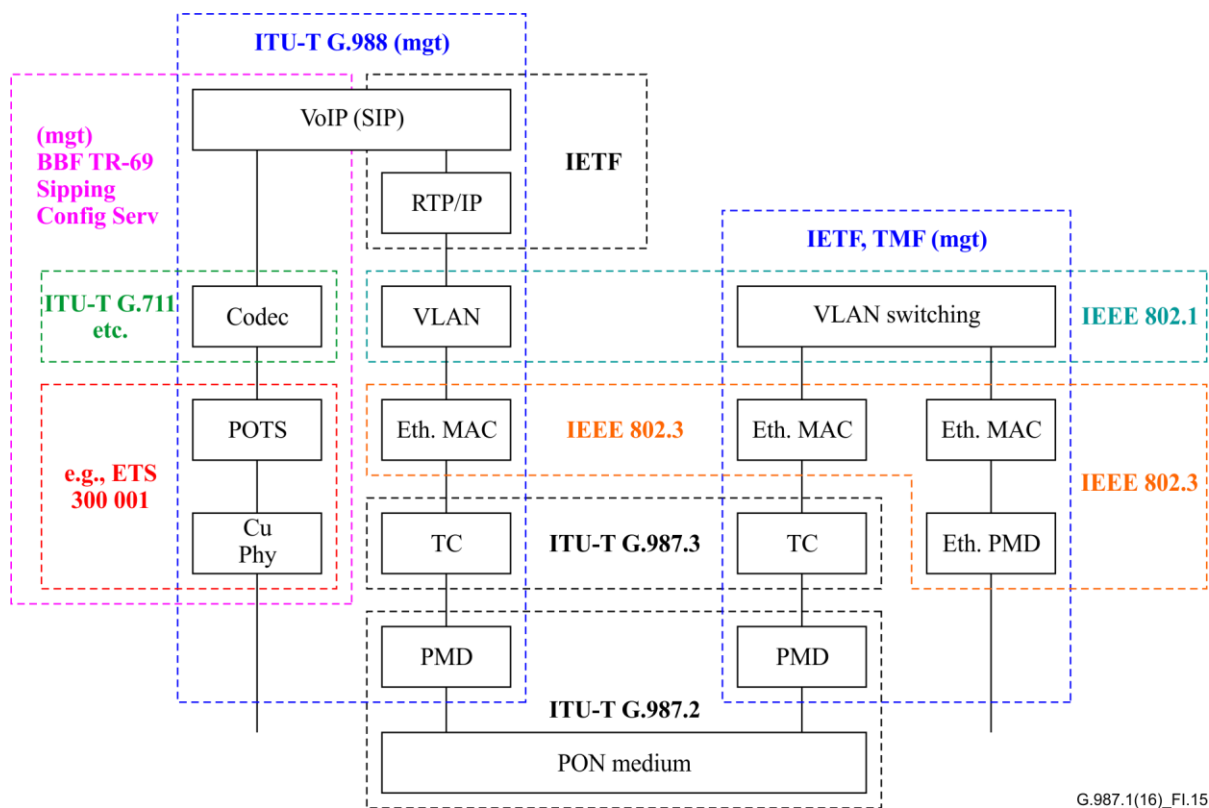 ITU-T G.988 (mgt)
VoIP (SIP)
(mgt)
BBF TR-69
Sipping
Config Serv
IETF
RTP/IP
IETF, TMF (mgt)
ITU-T G.711
etc.
Codec
VLAN
VLAN switching
IEEE 802.1
POTS
Eth. MAC
IEEE 802.3
Eth. MAC
Eth. MAC
e.g., ETS
300 001
IEEE 802.3
Cu
Phy
TC
ITU-T G.987.3
TC
Eth. PMD
PMD
PMD
ITU-T G.987.2
PON medium
G.987.1(16)_FI.15